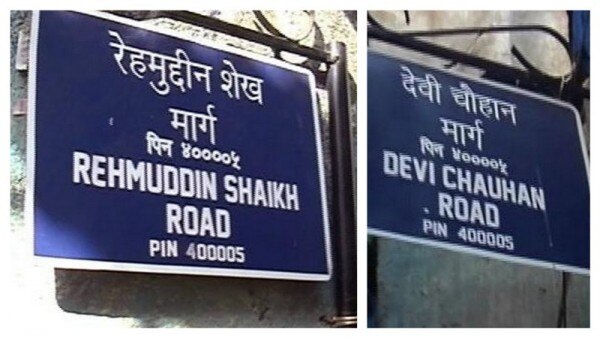 रेहमुद्दीन शेख
मार्ग
पिन ४००००५
REHMUDDIN SHAIKH
ROAD
PIN 400005
देवी चौहान
मार्ग
पिन ४००००५
DEVI CHAUHAN
ROAD
PIN 400005